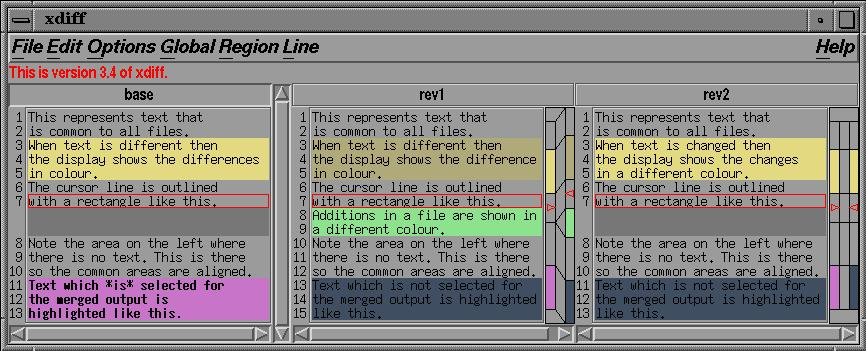 xdiff
File Edit Options Global Region Line Help
This is version 3.4 of xdiff.
base
1 This represents text that
2 is common to all files.
3 When text is different then
4 the display shows the differences
5 in colour.
6 The cursor line is outlined
7 with a rectangle like this.
8 Note the area on the left where
9 there is no text. This is there
10 so the common areas are aligned.
11 Text which *is* selected for
12 the merged output is
13 highlighted like this.
rev1
1 This represents text that
2 is common to all files.
3 When text is different then
4 the display shows the difference
5 in colour.
6 The cursor line is outlined
7 with a rectangle like this.
8 Additions in a file are shown in
9 a different colour.
10 Note the area on the left where
11 there is no text. This is there
12 so the common areas are aligned.
13 Text which is not selected for
14 the merged output is highlighted
15 like this.
rev2
1 This represents text that
2 is common to all files.
3 When text is changed then
4 the display shows the changes
5 in a different colour.
6 The cursor line is outlined
7 with a rectangle like this.
8 Note the area on the left where
9 there is no text. This is there
10 so the common areas are aligned.
11 Text which is not selected for
12 the merged output is highlighted
13 like this.